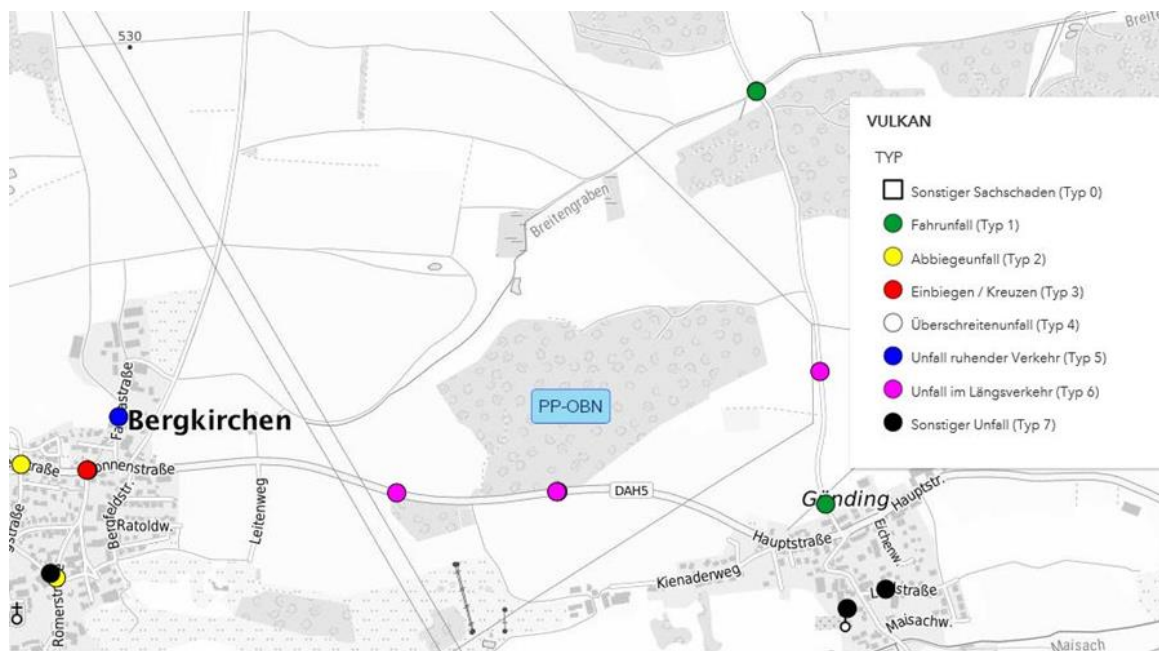 530
Breite
VULKAN
TYP
Sonstiger Sachschaden (Typ 0)
Fahrunfall (Typ 1)
Abbiegeunfall (Typ 2)
Einbiegen / Kreuzen (Typ 3)
Überschreitenunfall (Typ 4)
Unfall ruhender Verkehr (Typ 5)
Unfall im Längsverkehr (Typ 6)
Sonstiger Unfall (Typ 7)
Breitengraben
PP-OBN
Bergkirchen
DAH5
Hauptstr.
Hauptstraße
Eichenw.
Bergfeldstr.
Ratoldw.
Leitenweg
Kienaderweg
Römerstraße
Maisachw.
Maisach